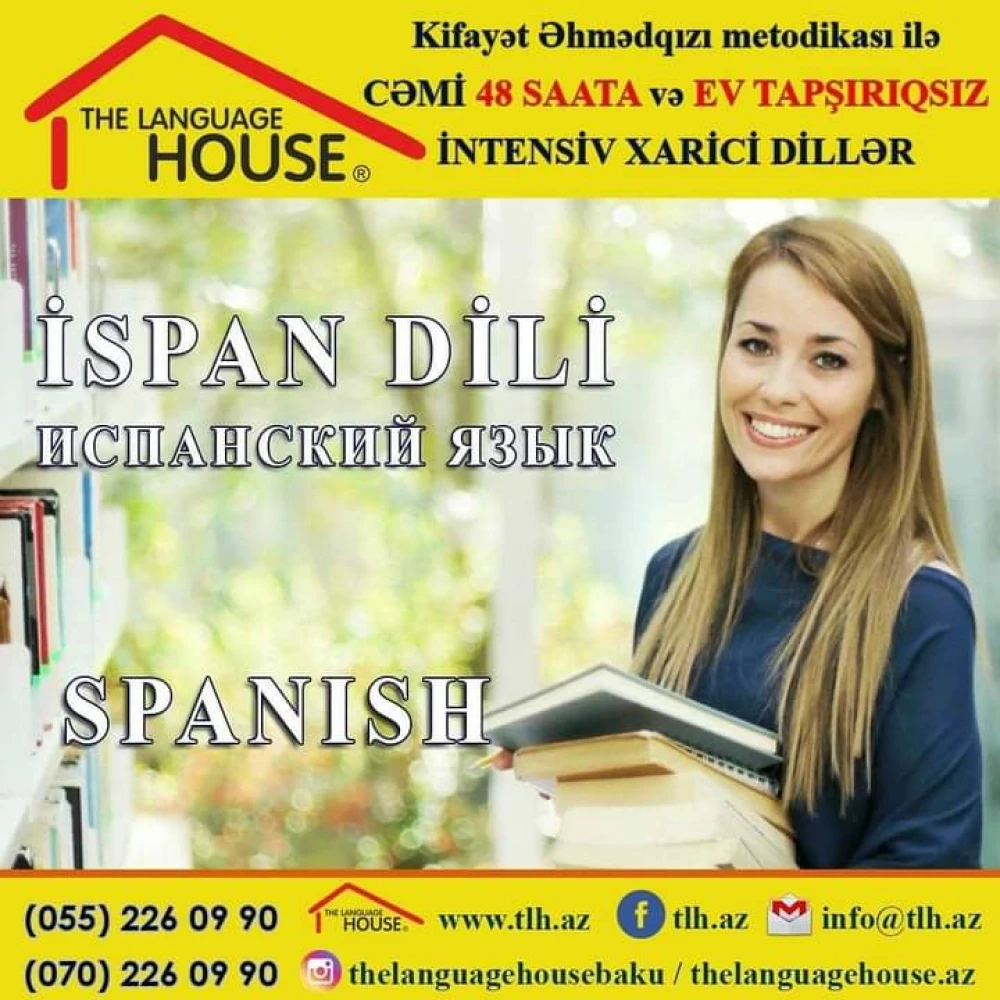 THE LANGUAGE
HOUSE®
Kifayət Əhmədqızı metodikası ilə
CƏMİ 48 SAATA və EV TAPŞIRIQSIZ
İNTENSİV XARİCİ DİLLƏR
İSPAN DİLİ
ИСПАНСКИЙ ЯЗЫК
SPANISH
(055) 226 09 90 THE LANGUAGE HOUSE® www.tlh.az f tlh.az info@tlh.az
(070) 226 09 90 thelanguagehousebaku / thelanguagehouse.az